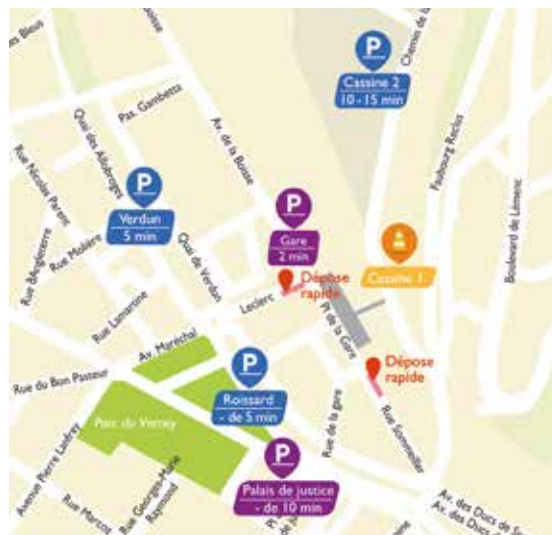 P
Cassine 2
10 - 15 min
Chemin de la
Pas. Gambetta
Quai des Allobroges
Av. de la Boisse
Faubourg Reclus
Boulevard de Lémenc
P
Verdun
5 min
Rue Nicolas Parent
Rue d'Angleterre
Rue Molière
Quai de Verdun
P
Gare
2 min
Cassine 1
Dépose
rapide
Pl de la Gare
Rue Lamartine
Av. Maréchal
Leclerc
Dépose
rapide
Rue du Bon Pasteur
P
Roissard
- de 5 min
Parc du Verney
Rue de la gare
Rue Sommeiller
Avenue Pierre Lanfrey
Rue Marcoz
Rue Georges-Marie
Raymond
P
Palais de justice
- de 10 min
Av. des Ducs de
Av. des Ducs de